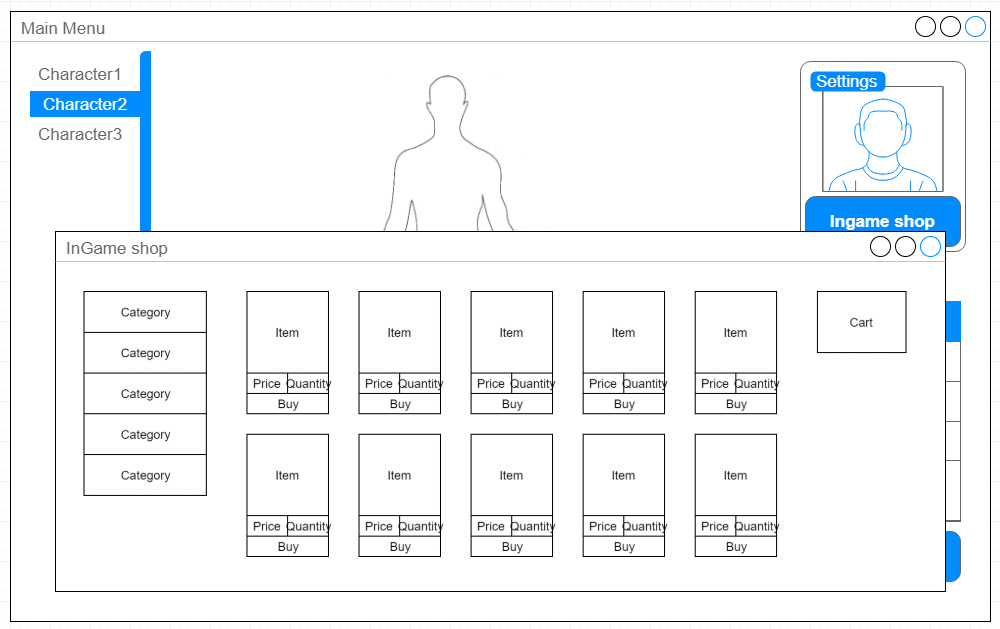 Main Menu
Character1
Character2
Character3
Settings
Ingame shop
InGame shop
Category
Category
Category
Category
Category
Item Item Item Item Item
Price Quantity Price Quantity Price Quantity Price Quantity Price Quantity
Buy Buy Buy Buy Buy
Item Item Item Item Item
Price Quantity Price Quantity Price Quantity Price Quantity Price Quantity
Buy Buy Buy Buy Buy
Cart